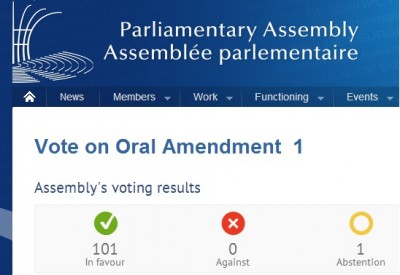 Parliamentary Assembly
Assemblée parlementaire
News Members Work Functioning Events
Vote on Oral Amendment 1
Assembly's voting results
101 0 1
In favour Against Abstention